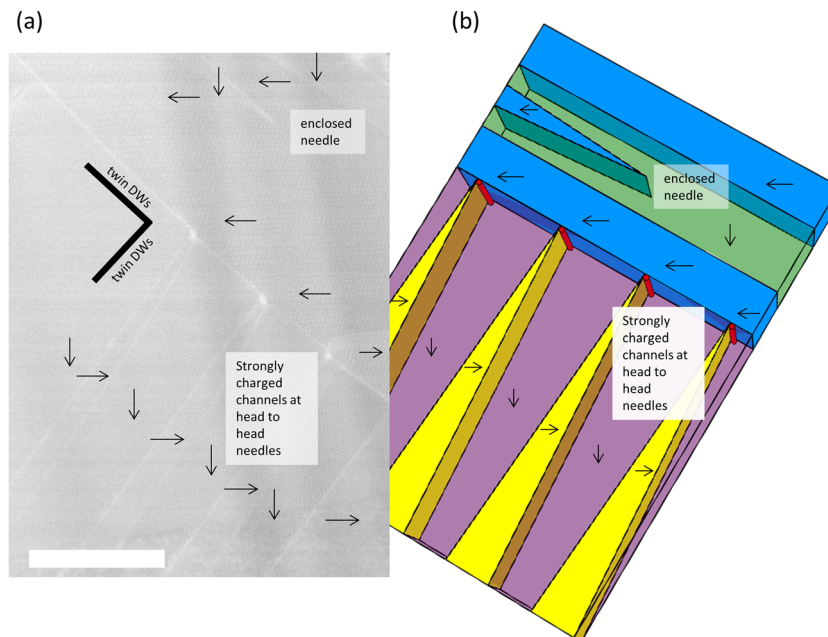 (a)
(b)
enclosed
needle
twin DWs
twin DWs
Strongly
charged
channels at
head to
head
needles
enclosed
needle
Strongly
charged
channels at
head to
head
needles